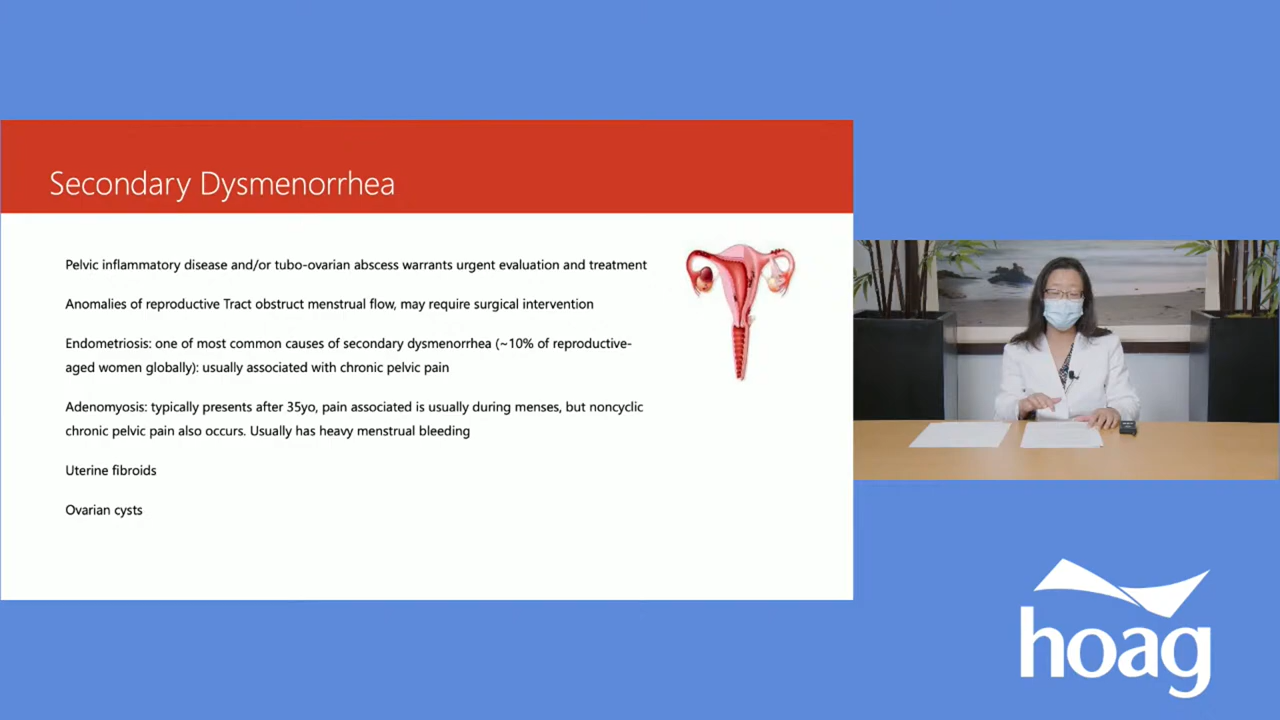 Secondary Dysmenorrhea
Pelvic inflammatory disease and/or tubo-ovarian abscess warrants urgent evaluation and treatment
Anomalies of reproductive Tract obstruct menstrual flow, may require surgical intervention
Endometriosis: one of most common causes of secondary dysmenorrhea (~10% of reproductive-
aged women globally): usually associated with chronic pelvic pain
Adenomyosis: typically presents after 35yo, pain associated is usually during menses, but noncyclic
chronic pelvic pain also occurs. Usually has heavy menstrual bleeding
Uterine fibroids
Ovarian cysts
hoag